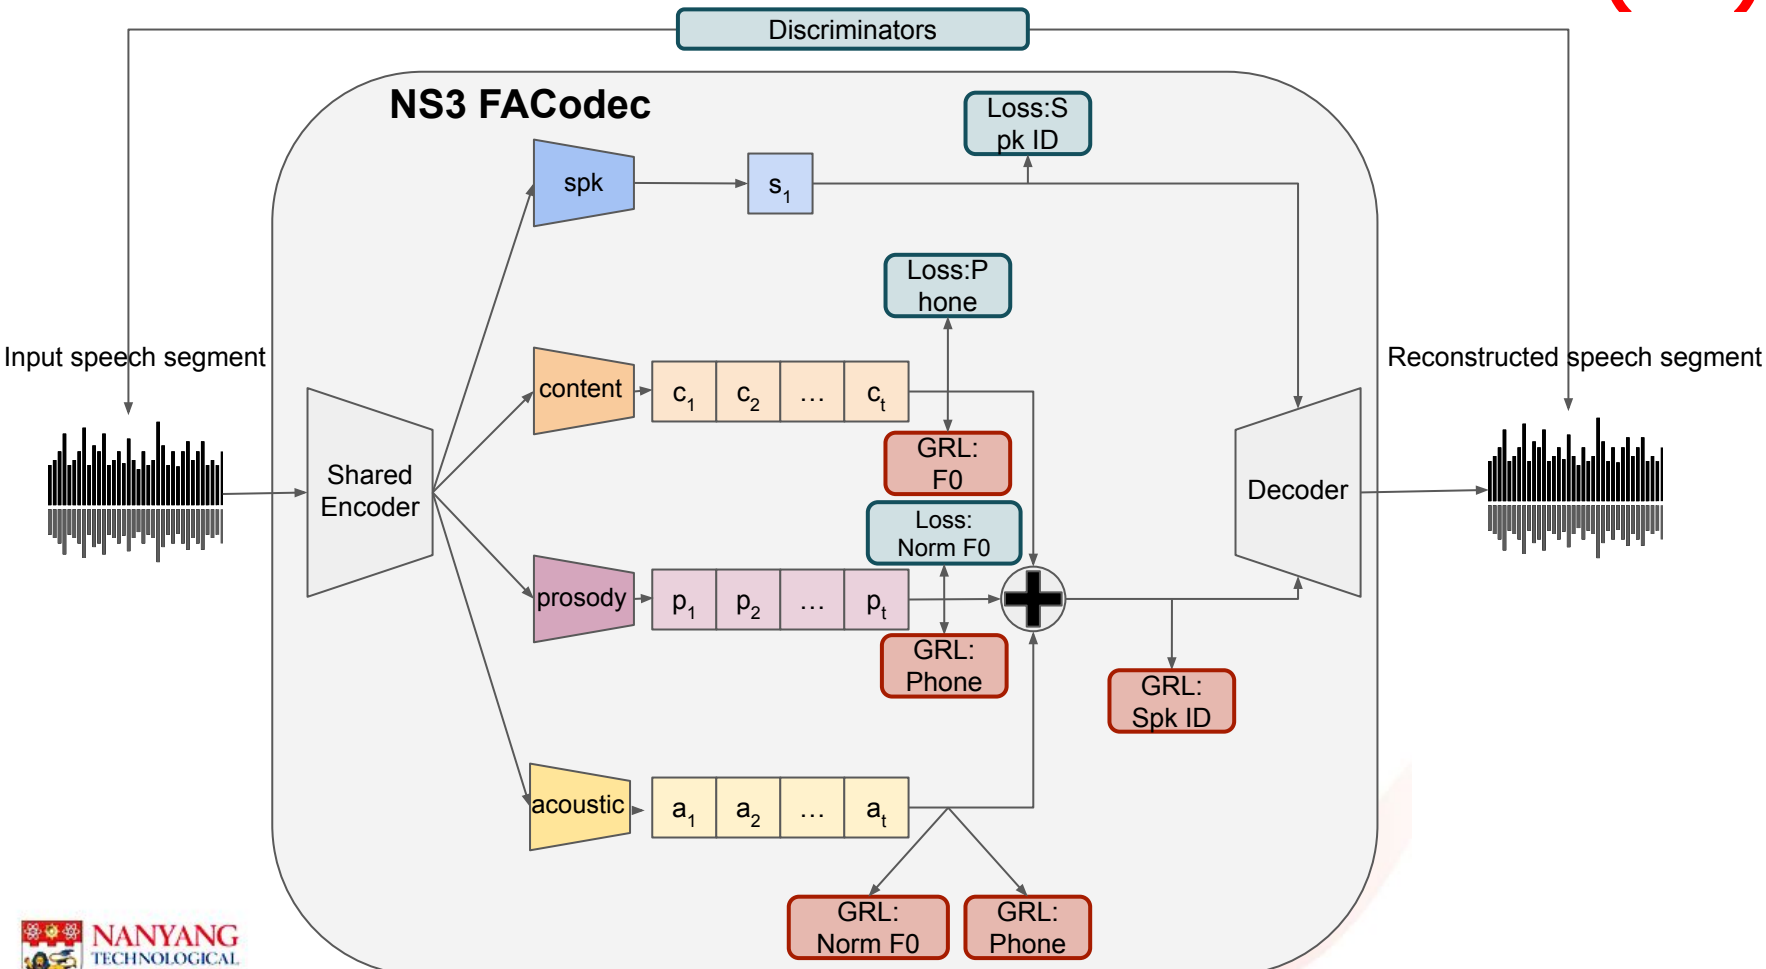 Discriminators
NS3 FACodec
Loss:S
pk ID
spk
s1
Loss:P
hone
Input speech segment
Reconstructed speech segment
content
c1 c2 … ct
GRL:
F0
Shared
Encoder
Decoder
Loss:
Norm F0
prosody
p1 p2 … pt
GRL:
Phone
GRL:
Spk ID
acoustic
a1 a2 … at
GRL:
Norm F0
GRL:
Phone
NANYANG
TECHNOLOGICAL